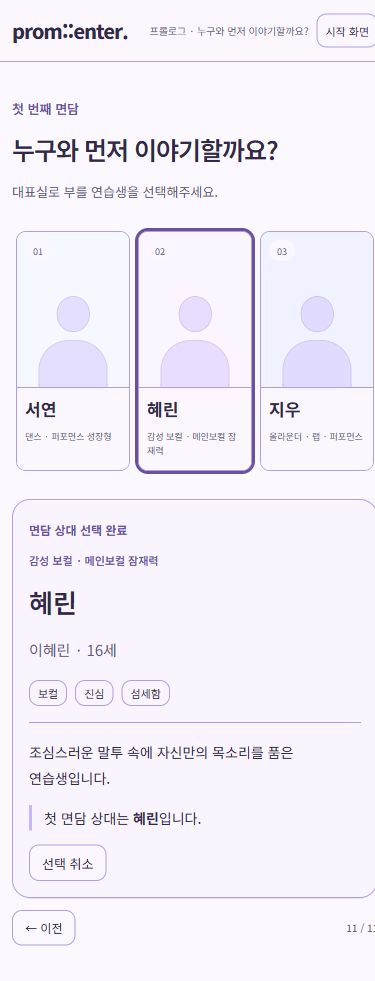 prom::enter.
프롤로그 · 누구와 먼저 이야기할까요?
시작 화면
첫 번째 면담
누구와 먼저 이야기할까요?
대표실로 부를 연습생을 선택해주세요.
01
02
03
서연
댄스 · 퍼포먼스 성장형
혜린
감성 보컬 · 메인보컬 잠
재력
지우
올라운더 · 랩 · 퍼포먼스
면담 상대 선택 완료
감성 보컬 · 메인보컬 잠재력
혜린
이혜린 · 16세
보컬
진심
섬세함
조심스러운 말투 속에 자신만의 목소리를 품은
연습생입니다.
첫 면담 상대는 혜린입니다.
선택 취소
← 이전
11 /